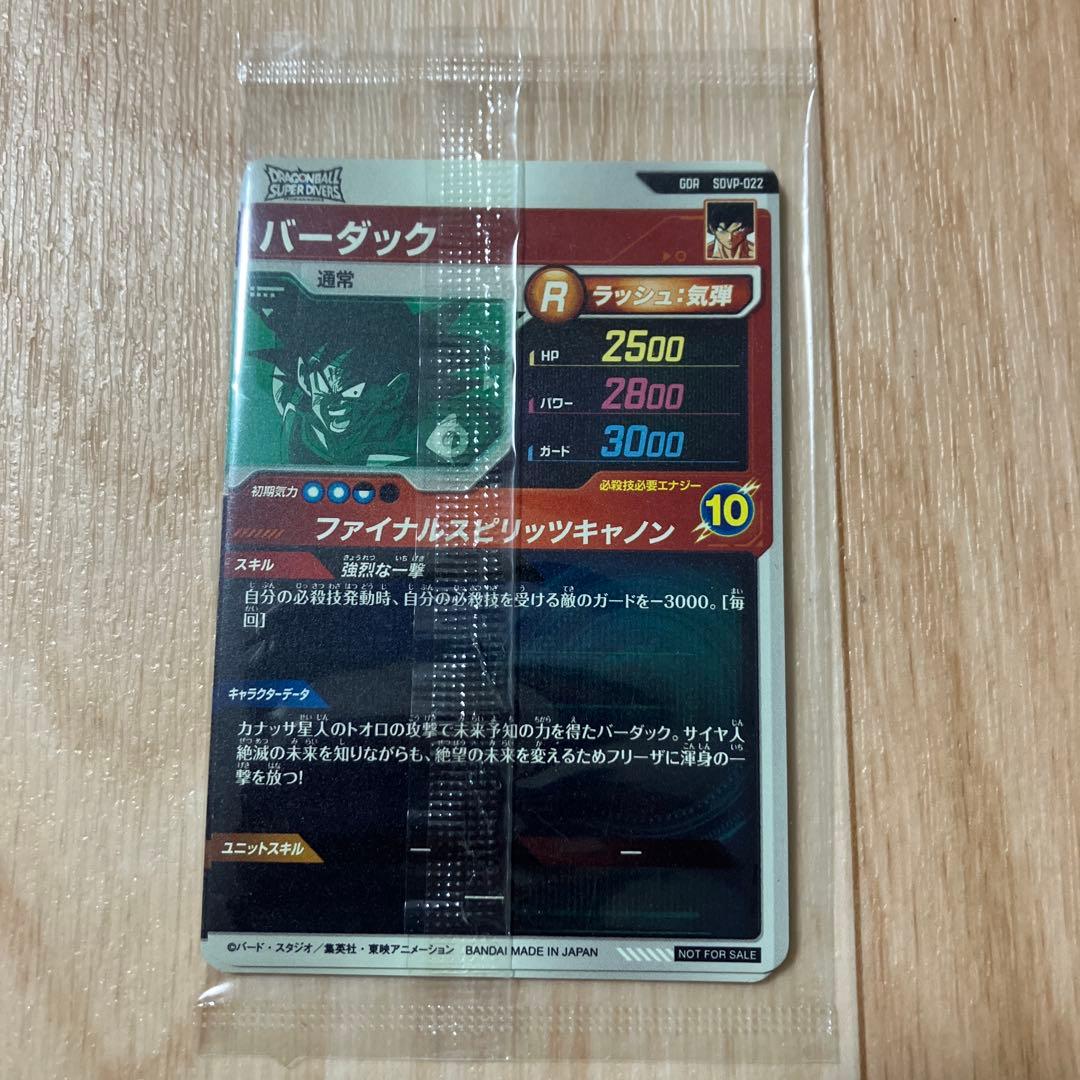 DRAGONBALL
SUPER DIVERS
GDR SDVP-022
バーダック
通常
R ラッシュ:気弾
HP 2500
パワー 2800
ガード 3000
初期気力
必殺技必要エナジー
10
ファイナルスピリッツキャノン
スキル 強烈な一撃
自分の必殺技発動時、自分の必殺技を受ける敵のガードを-3000。[毎
回]
キャラクターデータ
カナッサ星人のトオロの攻撃で未来予知の力を得たバーダック。サイヤ人
絶滅の未来を知りながらも、絶望の未来を変えるためフリーザに渾身の一
撃を放つ!
ユニットスキル — —
©バード・スタジオ/集英社・東映アニメーション BANDAI MADE IN JAPAN NOT FOR SALE